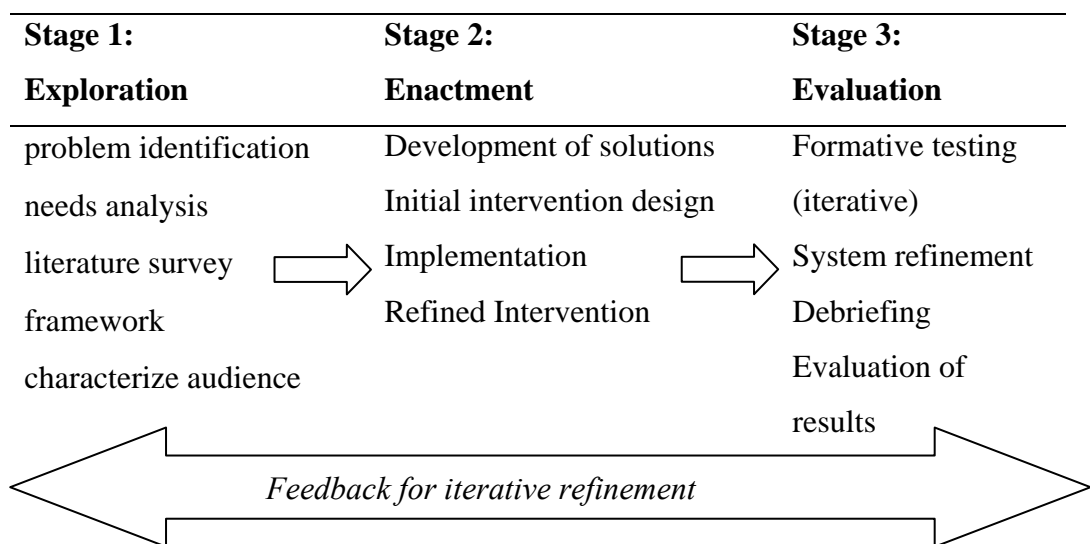 Stage 1:
Exploration
problem identification
needs analysis
literature survey
framework
characterize audience
Stage 2:
Enactment
Development of solutions
Initial intervention design
Implementation
Refined Intervention
Stage 3:
Evaluation
Formative testing
(iterative)
System refinement
Debriefing
Evaluation of
results
Feedback for iterative refinement